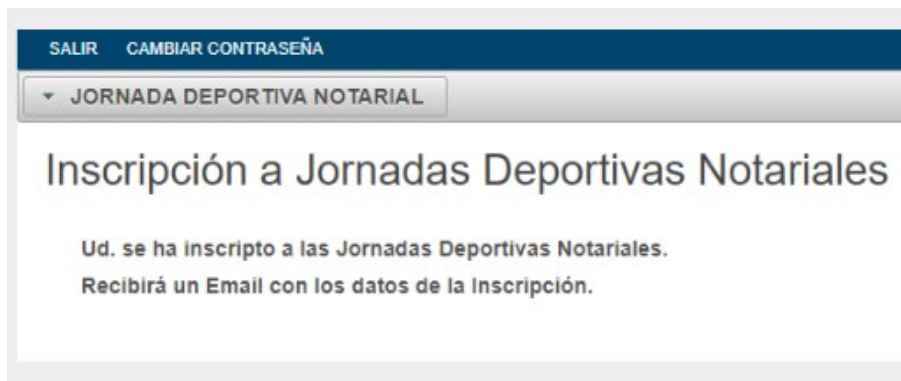 SALIR CAMBIAR CONTRASEÑA
JORNADA DEPORTIVA NOTARIAL
Inscripción a Jornadas Deportivas Notariales
Ud. se ha inscripto a las Jornadas Deportivas Notariales.
Recibirá un Email con los datos de la Inscripción.